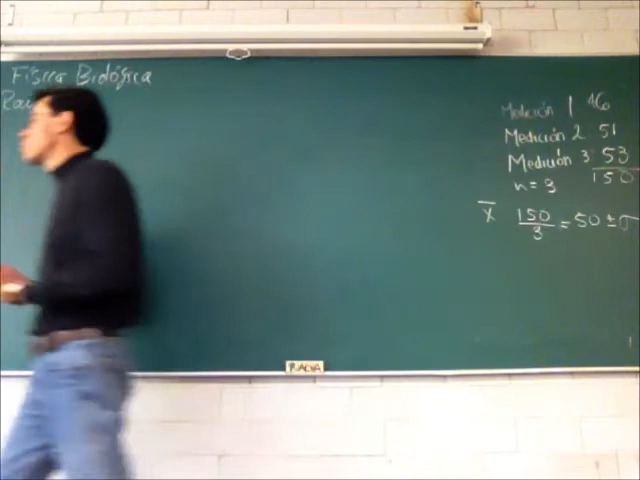 Física Biológica
Medición 1 46
Medición 2 51
Medición 3 53
150
n = 3
x̄ 150/3 = 50 ± σ